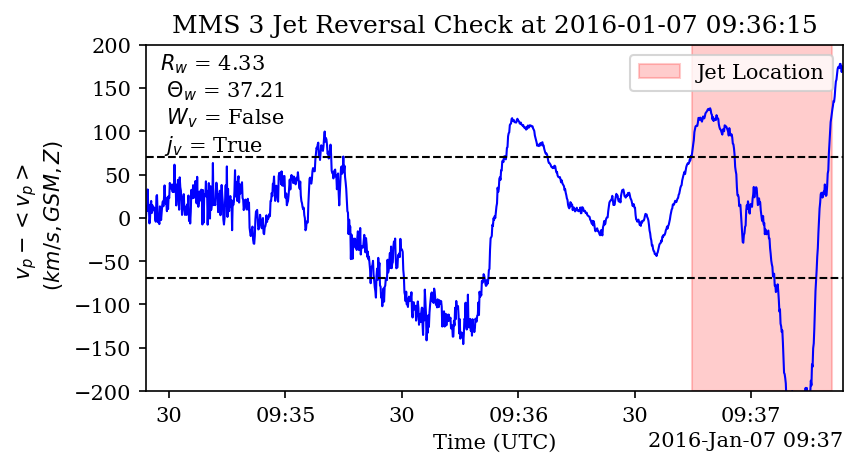 MMS 3 Jet Reversal Check at 2016-01-07 09:36:15
R_w = 4.33
Θ_w = 37.21
W_v = False
j_v = True
Jet Location
v_p − < v_p >
(km/s, GSM, Z)
200
150
100
50
0
−50
−100
−150
−200
30
09:35
30
09:36
30
09:37
Time (UTC)
2016-Jan-07 09:37